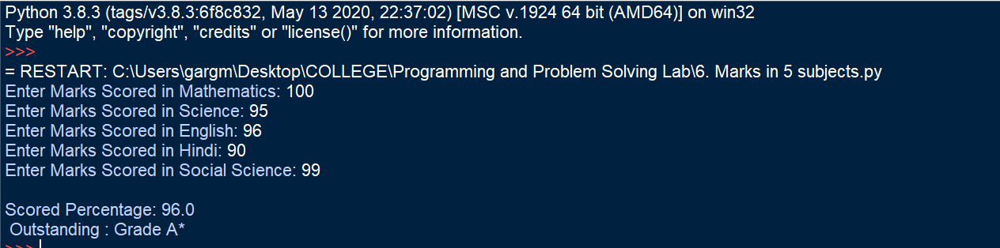 Python 3.8.3 (tags/v3.8.3:6f8c832, May 13 2020, 22:37:02) [MSC v.1924 64 bit (AMD64)] on win32
Type "help", "copyright", "credits" or "license()" for more information.
>>>
= RESTART: C:\Users\gargm\Desktop\COLLEGE\Programming and Problem Solving Lab\6. Marks in 5 subjects.py
Enter Marks Scored in Mathematics: 100
Enter Marks Scored in Science: 95
Enter Marks Scored in English: 96
Enter Marks Scored in Hindi: 90
Enter Marks Scored in Social Science: 99
Scored Percentage: 96.0
Outstanding : Grade A*
>>>